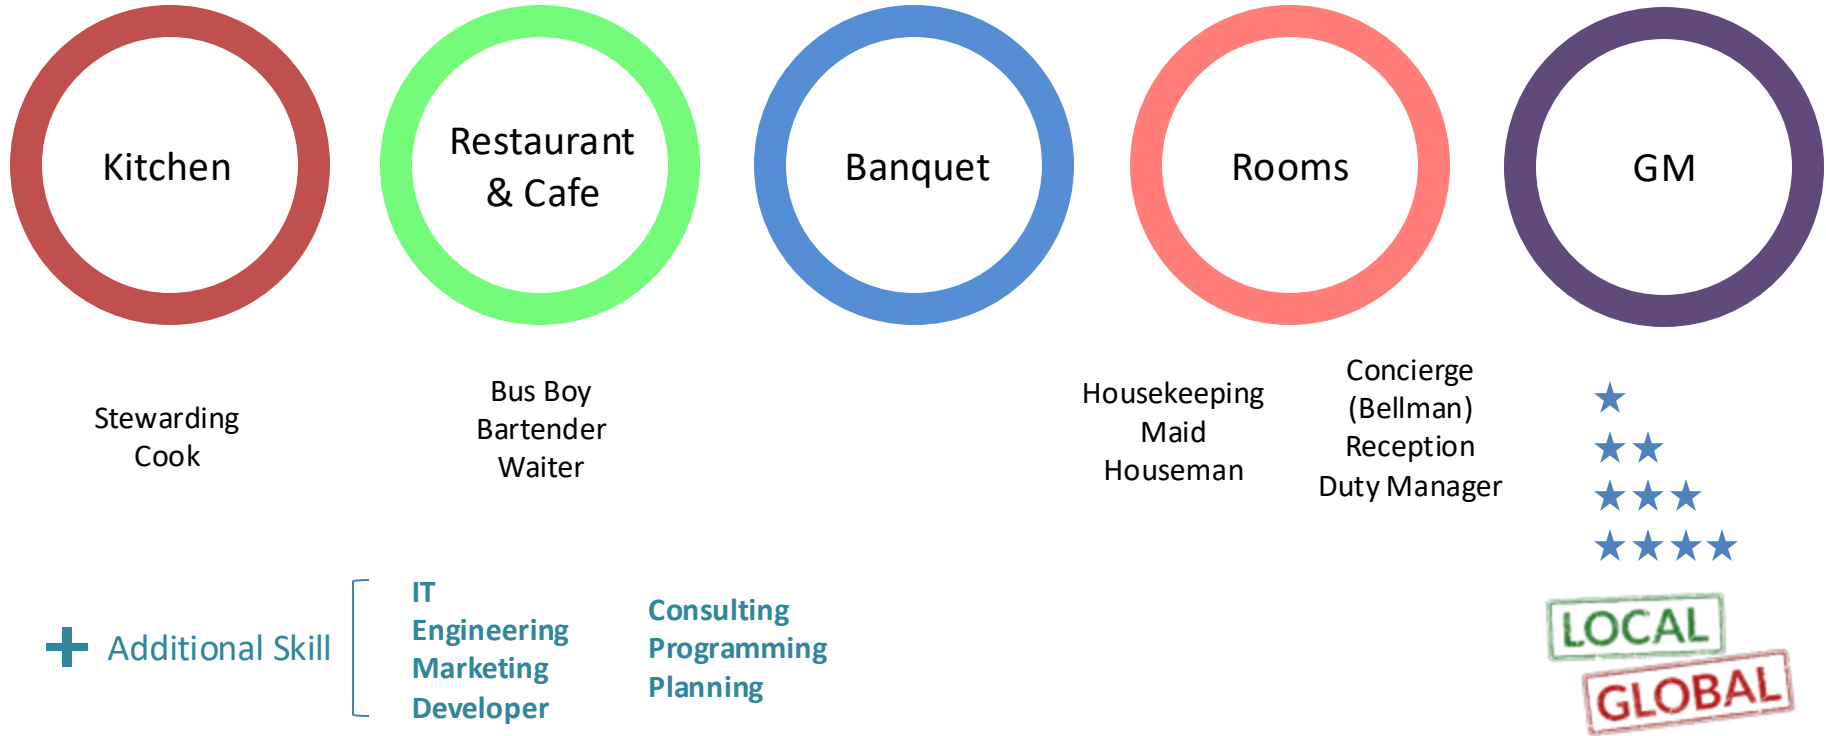 Kitchen
Restaurant
& Cafe
Banquet
Rooms
GM
Stewarding
Cook
Bus Boy
Bartender
Waiter
Housekeeping
Maid
Houseman
Concierge
(Bellman)
Reception
Duty Manager
Additional Skill
IT
Engineering
Marketing
Developer
Consulting
Programming
Planning
LOCAL
GLOBAL